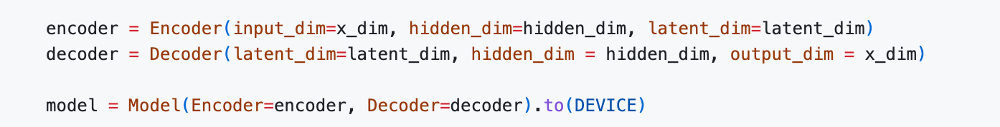 encoder = Encoder(input_dim=x_dim, hidden_dim=hidden_dim, latent_dim=latent_dim)
decoder = Decoder(latent_dim=latent_dim, hidden_dim = hidden_dim, output_dim = x_dim)
model = Model(Encoder=encoder, Decoder=decoder).to(DEVICE)